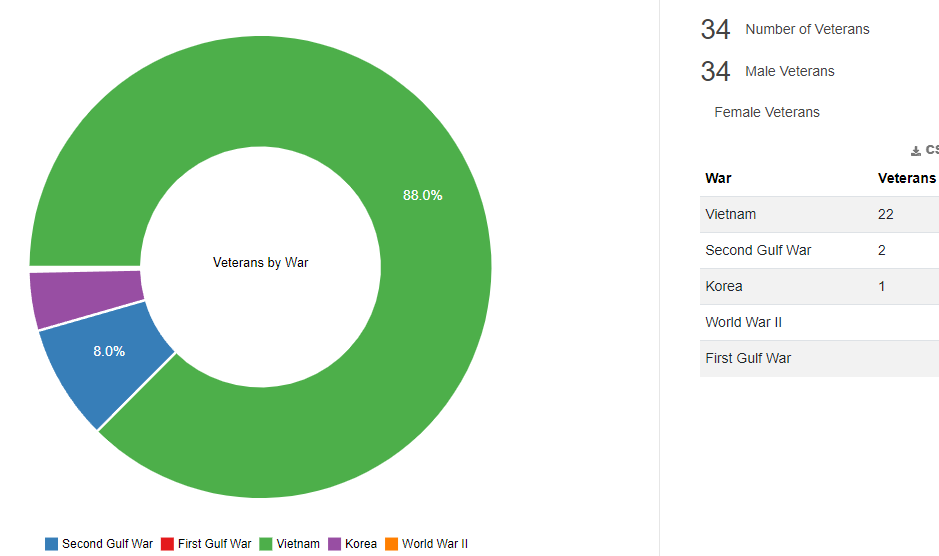 34 Number of Veterans
34 Male Veterans
Female Veterans
CS
War Veterans
Vietnam 22
Second Gulf War 2
Korea 1
World War II
First Gulf War
88.0%
Veterans by War
8.0%
Second Gulf War First Gulf War Vietnam Korea World War II